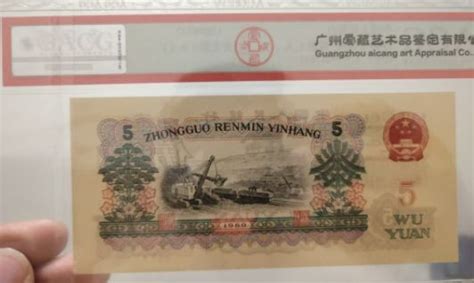 广州爱藏艺术品鉴定有限
Guangzhou aicang art Appraisal Co.
5 ZHONGGUO RENMIN YINHANG 5
5
WU
YUAN
1960